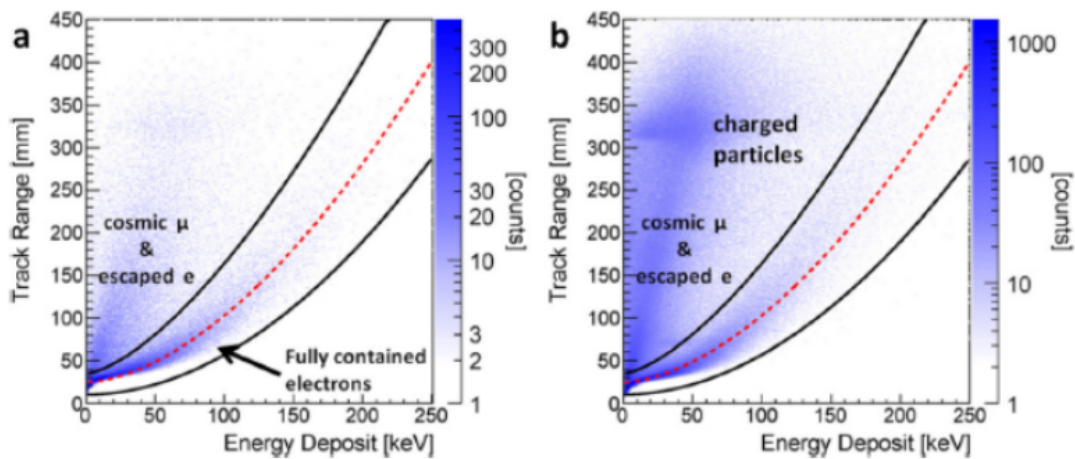 a
450
400
350
300
250
200
150
100
50
0
Track Range [mm]
cosmic μ
&
escaped e
Fully contained
electrons
0 50 100 150 200 250
Energy Deposit [keV]
300
200
100
30
20
10
3
2
1
[counts]
b
450
400
350
300
250
200
150
100
50
0
Track Range [mm]
charged
particles
cosmic μ
&
escaped e
0 50 100 150 200 250
Energy Deposit [keV]
1000
100
10
1
[counts]